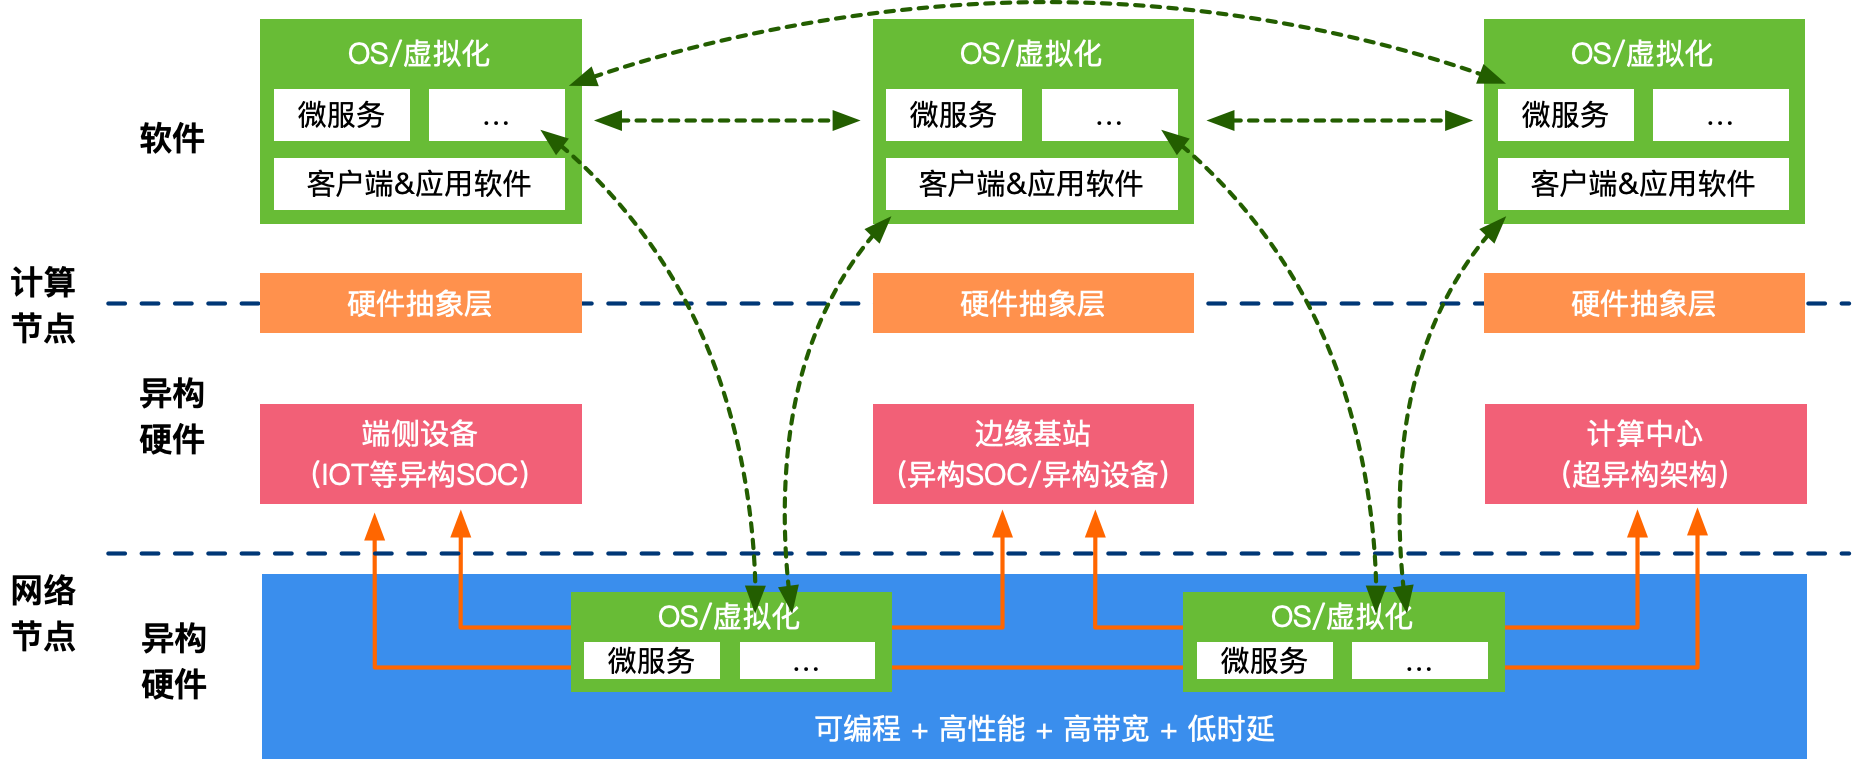 OS/虚拟化
OS/虚拟化
OS/虚拟化
软件
微服务
...
微服务
...
微服务
...
客户端&应用软件
客户端&应用软件
客户端&应用软件
计算
节点
硬件抽象层
硬件抽象层
硬件抽象层
异构
硬件
端侧设备
(IOT等异构SOC)
边缘基站
(异构SOC/异构设备)
计算中心
(超异构架构)
网络
节点
异构
硬件
OS/虚拟化
微服务
...
OS/虚拟化
微服务
...
可编程 + 高性能 + 高带宽 + 低时延